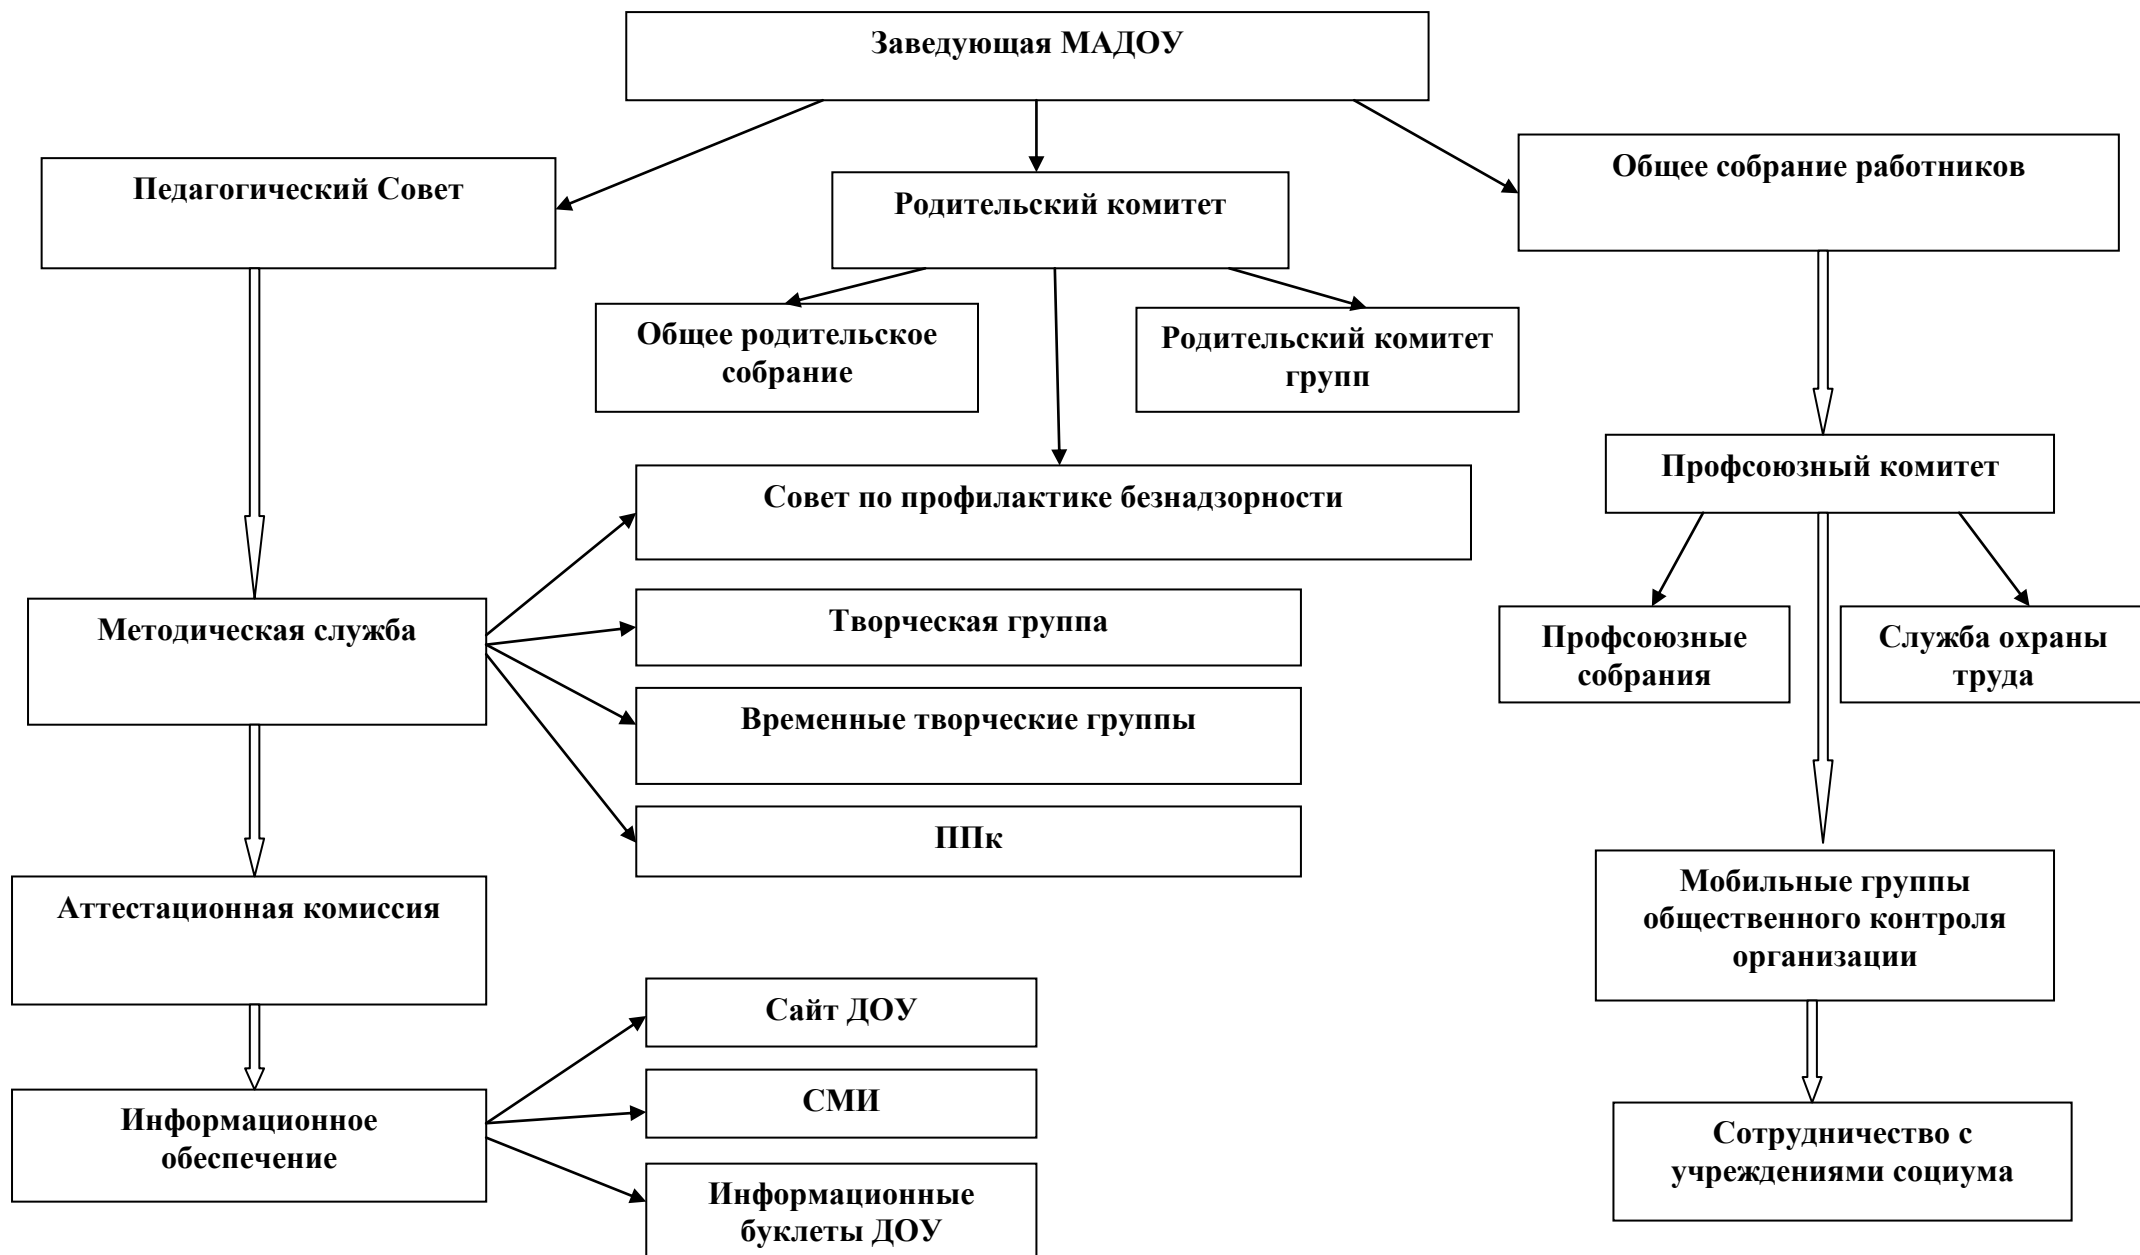 Заведующая МАДОУ
Педагогический Совет
Родительский комитет
Общее собрание работников
Общее родительское
собрание
Родительский комитет
групп
Профсоюзный комитет
Совет по профилактике безнадзорности
Методическая служба
Творческая группа
Временные творческие группы
ППк
Профсоюзные
собрания
Служба охраны
труда
Аттестационная комиссия
Мобильные группы
общественного контроля
организации
Информационное
обеспечение
Сайт ДОУ
СМИ
Информационные
буклеты ДОУ
Сотрудничество с
учреждениями социума